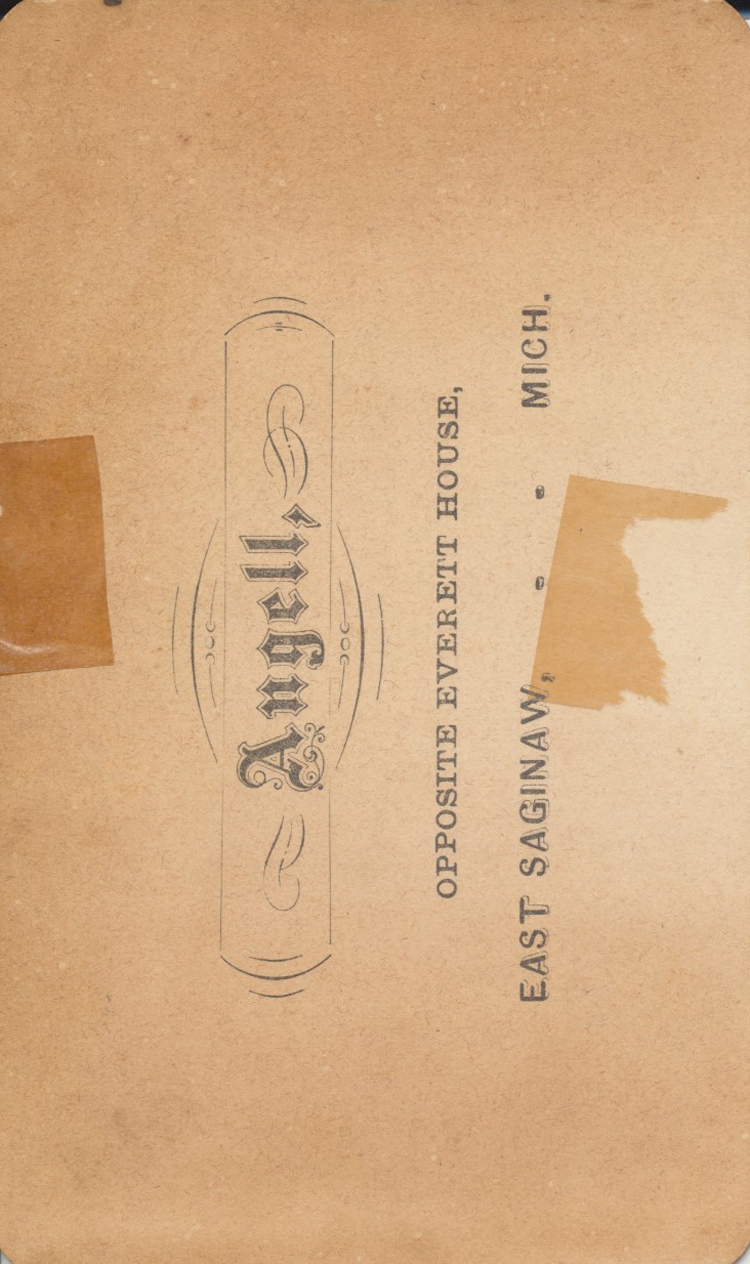 Angell,
OPPOSITE EVERETT HOUSE,
EAST SAGINAW, - - MICH.